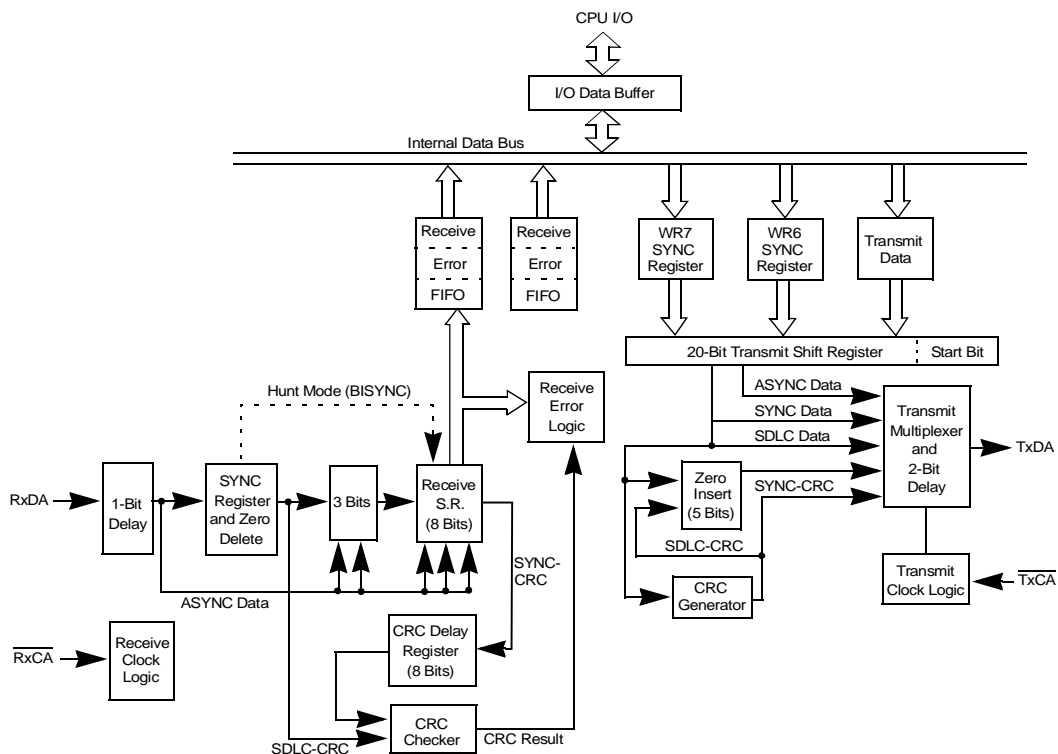 CPU I/O
I/O Data Buffer
Internal Data Bus
Receive
Error
FIFO
Receive
Error
FIFO
WR7
SYNC
Register
WR6
SYNC
Register
Transmit
Data
20-Bit Transmit Shift Register
Start Bit
Hunt Mode (BISYNC)
Receive
Error
Logic
ASYNC Data
SYNC Data
SDLC Data
Transmit
Multiplexer
and
2-Bit
Delay
TxDA
RxDA
1-Bit
Delay
SYNC
Register
and Zero
Delete
3 Bits
Receive
S.R.
(8 Bits)
Zero
Insert
(5 Bits)
SYNC-CRC
SDLC-CRC
SYNC-
CRC
ASYNC Data
CRC
Generator
Transmit
Clock Logic
TxCA
RxCA
Receive
Clock
Logic
CRC Delay
Register
(8 Bits)
CRC
Checker
SDLC-CRC
CRC Result